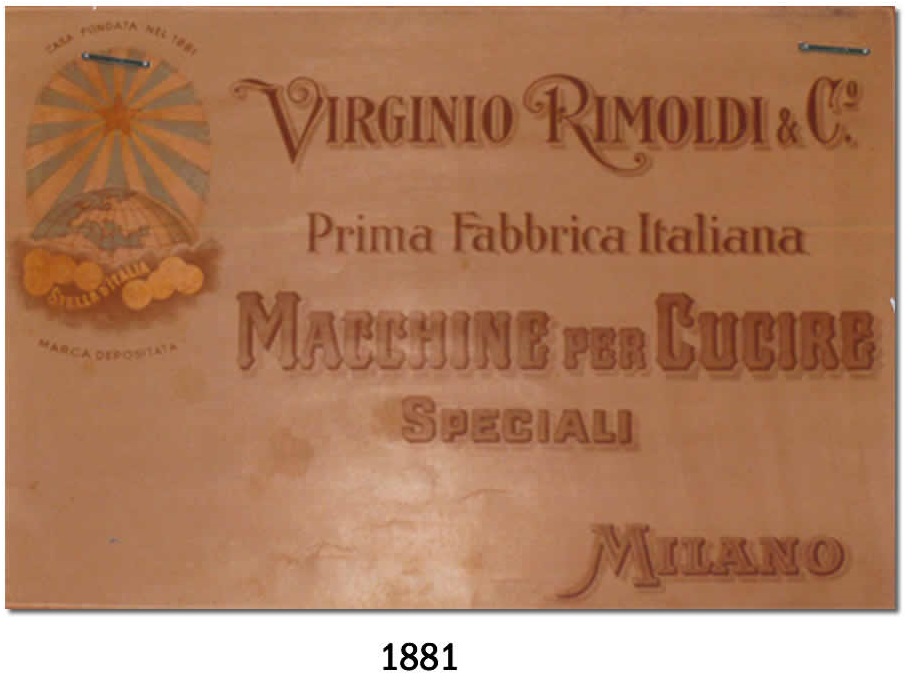 CASA FONDATA NEL 1881
STELLA D'ITALIA
MARCA DEPOSITATA
VIRGINIO RIMOLDI & Cº.
Prima Fabbrica Italiana
MACCHINE PER CUCIRE
SPECIALI
MILANO
1881